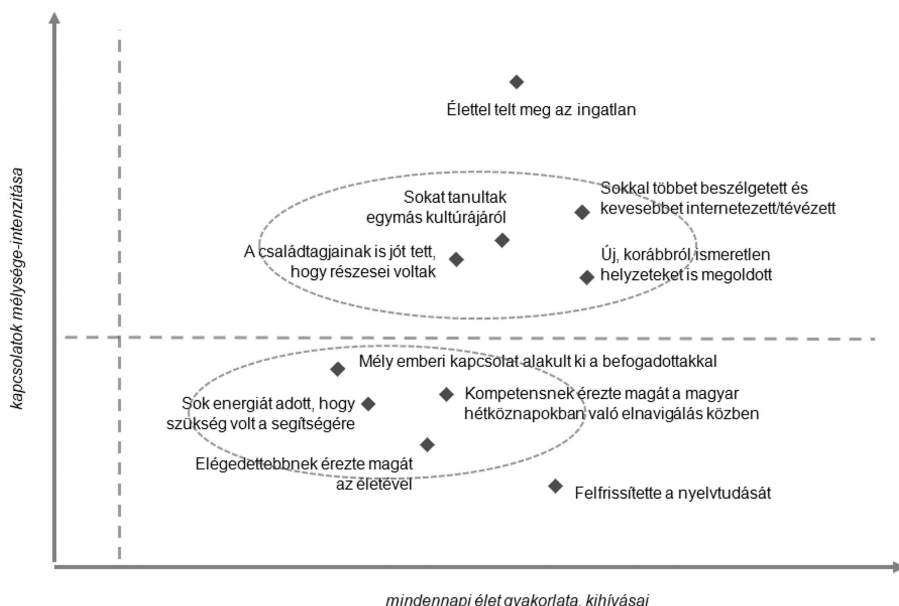 kapcsolatok mélysége-intenzitása
Élettel telt meg az ingatlan
Sokkal többet beszélgetett és
kevesebbet internetezett/tévézett
Sokat tanultak
egymás kultúrájáról
A családtagjainak is jót tett,
hogy részesei voltak
Új, korábbról ismeretlen
helyzeteket is megoldott
Mély emberi kapcsolat alakult ki a befogadottakkal
Kompetensnek érezte magát a magyar
hétköznapokban való elnavigálás közben
Sok energiát adott, hogy
szükség volt a segítségére
Elégedettebbnek érezte magát
az életével
Felfrissítette a nyelvtudását
mindennapi élet gyakorlata, kihívásai